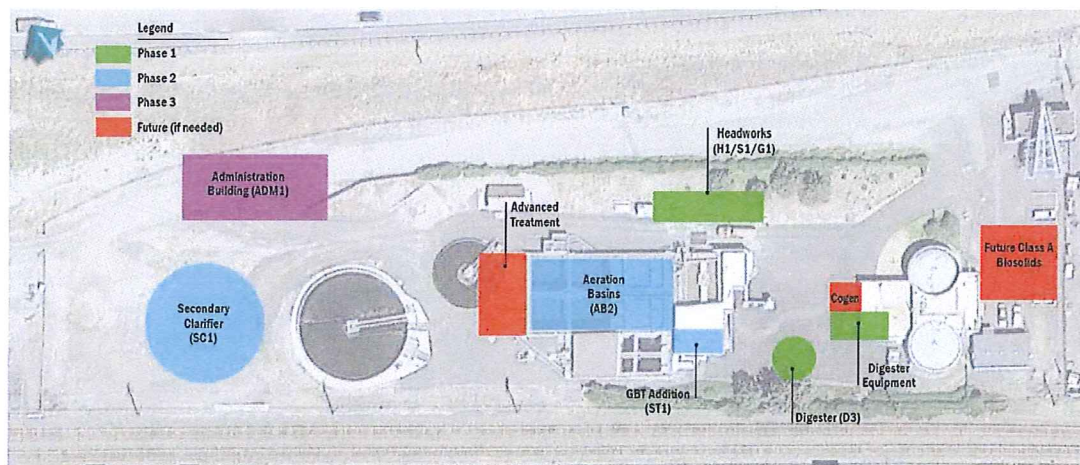 Legend
Phase 1
Phase 2
Phase 3
Future (if needed)
Headworks
(H1/S1/G1)
Administration
Building (ADM1)
Advanced
Treatment
Future Class A
Biosolids
Aeration
Basins
(AB2)
Cogen
Secondary
Clarifier
(SC1)
GBT Addition
(ST1)
Digester
Equipment
Digester (D3)